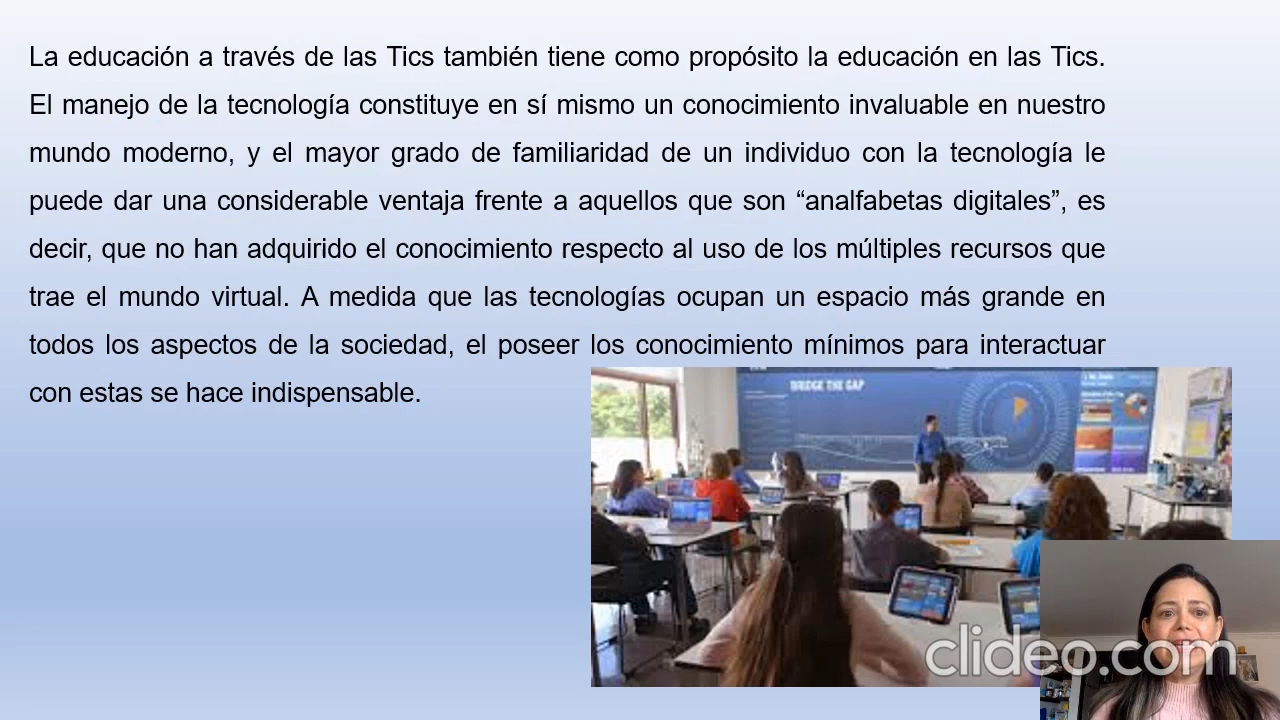 La educación a través de las Tics también tiene como propósito la educación en las Tics.
El manejo de la tecnología constituye en sí mismo un conocimiento invaluable en nuestro
mundo moderno, y el mayor grado de familiaridad de un individuo con la tecnología le
puede dar una considerable ventaja frente a aquellos que son “analfabetas digitales”, es
decir, que no han adquirido el conocimiento respecto al uso de los múltiples recursos que
trae el mundo virtual. A medida que las tecnologías ocupan un espacio más grande en
todos los aspectos de la sociedad, el poseer los conocimiento mínimos para interactuar
con estas se hace indispensable.
BRIDGE THE GAP
clideo.com